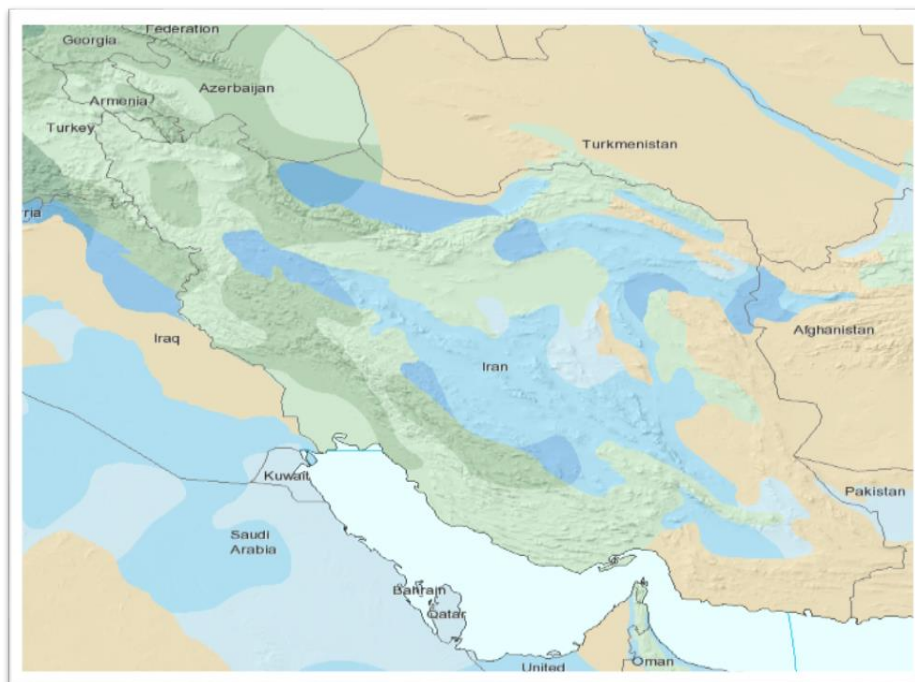 Federation
Georgia
Azerbaijan
Armenia
Turkey
Turkmenistan
ria
Iraq
Afghanistan
Iran
Kuwait
Pakistan
Saudi
Arabia
Bahrain
Qatar
Oman
United